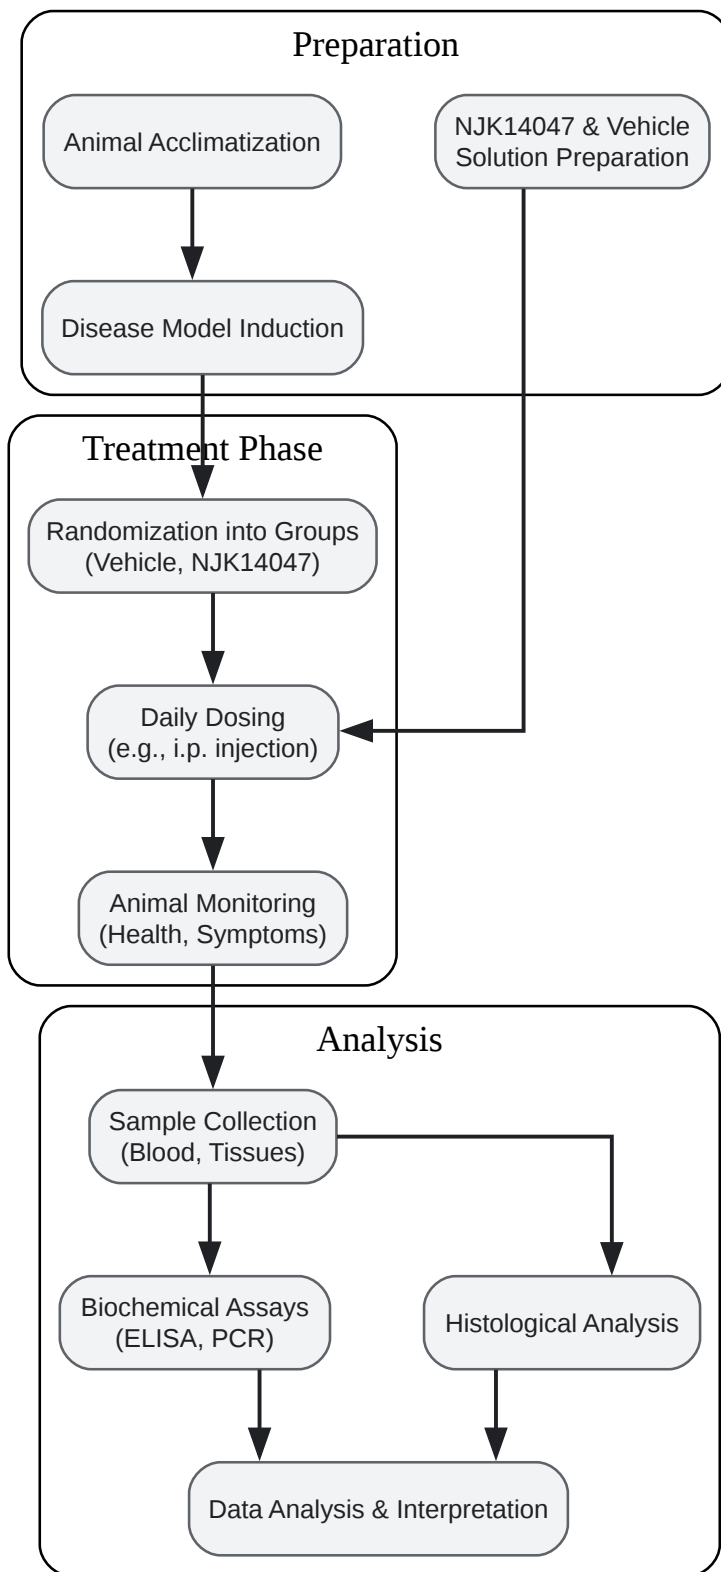 Preparation
Animal Acclimatization
NJK14047 & Vehicle
Solution Preparation
Disease Model Induction
Treatment Phase
Randomization into Groups
(Vehicle, NJK14047)
Daily Dosing
(e.g., i.p. injection)
Animal Monitoring
(Health, Symptoms)
Analysis
Sample Collection
(Blood, Tissues)
Biochemical Assays
(ELISA, PCR)
Histological Analysis
Data Analysis & Interpretation